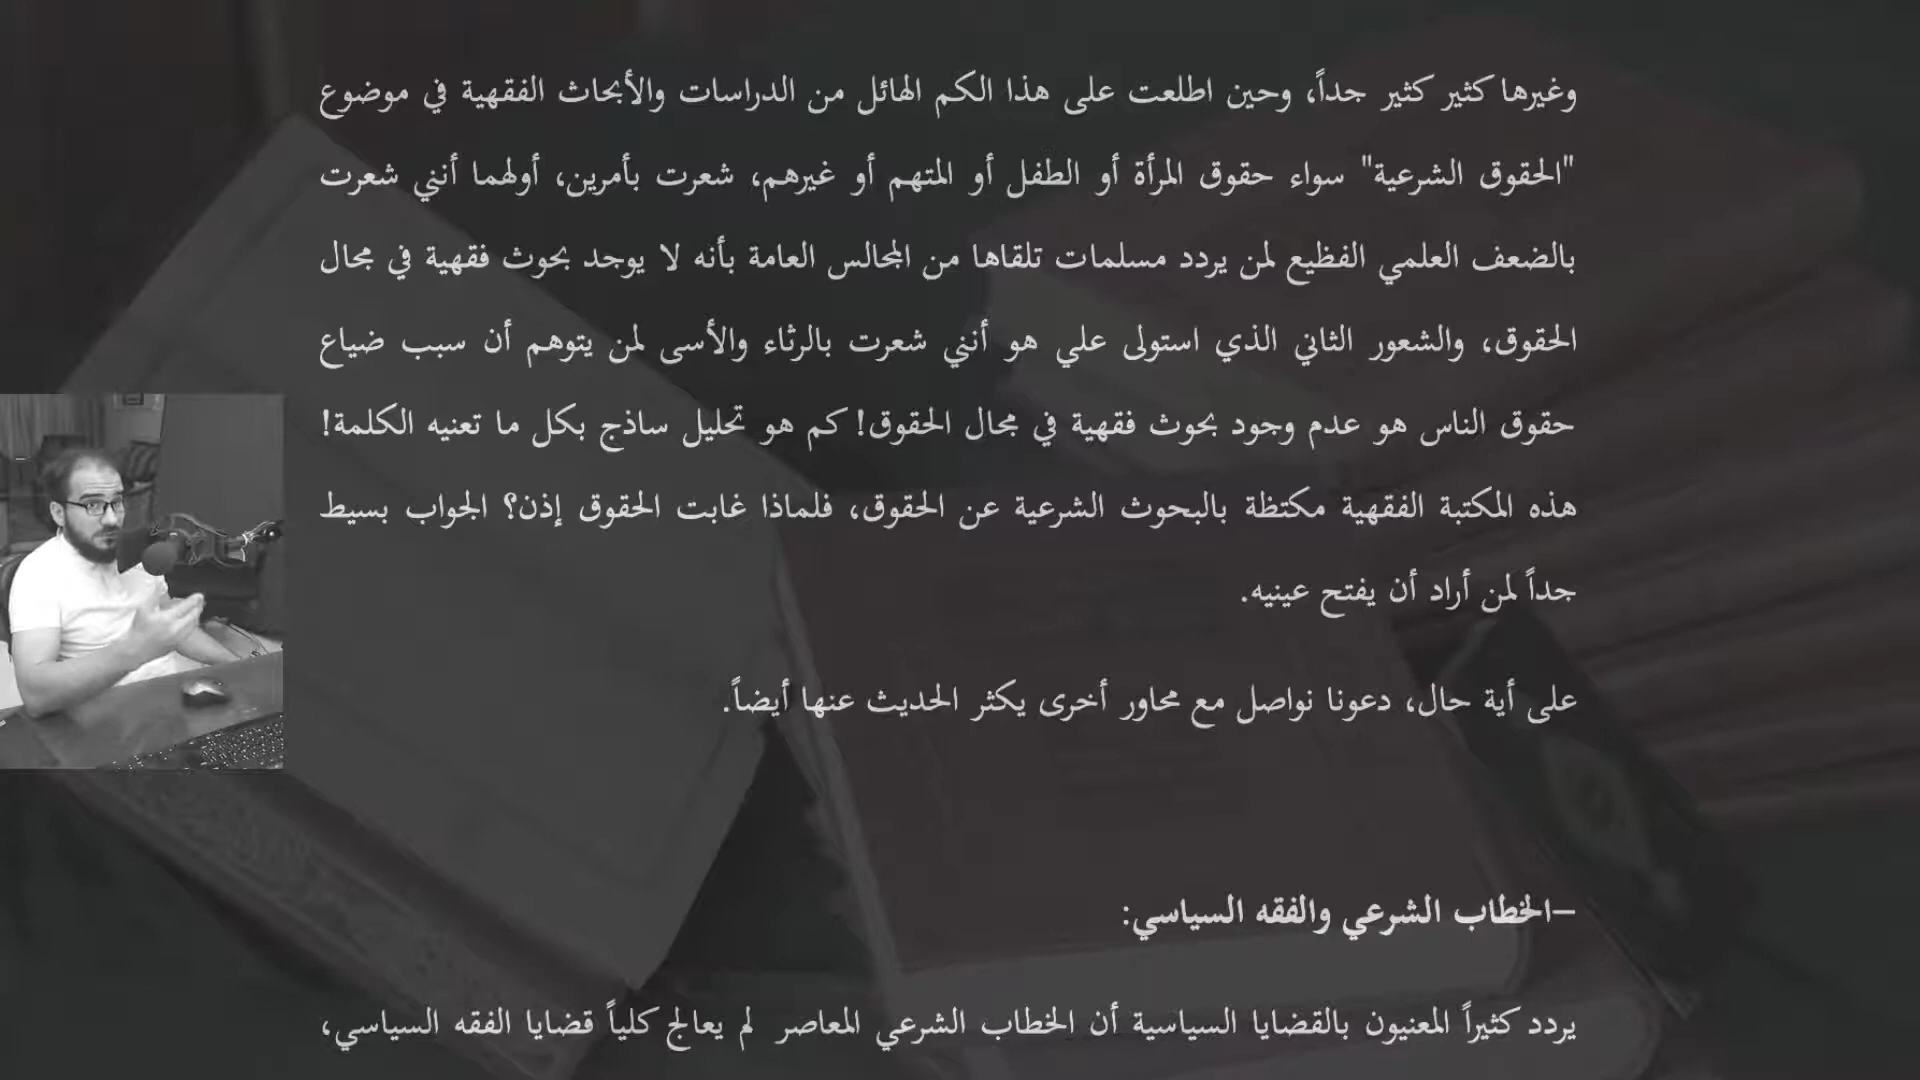 وغيرها كثير كثير جداً، وحين اطلعت على هذا الكم الهائل من الدراسات والأبحاث الفقهية في موضوع
"الحقوق الشرعية" سواء حقوق المرأة أو الطفل أو المتهم أو غيرهم، شعرت بأمرين، أولهما أنني شعرت
بالضعف العلمي الفظيع لمن يردد مسلمات تلقاها من المجالس العامة بأنه لا يوجد بحوث فقهية في مجال
الحقوق، والشعور الثاني الذي استولى علي هو أنني شعرت بالرثاء والأسى لمن يتوهم أن سبب ضياع
حقوق الناس هو عدم وجود بحوث فقهية في مجال الحقوق! كم هو تحليل ساذج بكل ما تعنيه الكلمة!
هذه المكتبة الفقهية مكتظة بالبحوث الشرعية عن الحقوق، فلماذا غابت الحقوق إذن؟ الجواب بسيط
جداً لمن أراد أن يفتح عينيه.
على أية حال، دعونا نواصل مع محاور أخرى يكثر الحديث عنها أيضاً.
–الخطاب الشرعي والفقه السياسي:
يردد كثيراً المعنيون بالقضايا السياسية أن الخطاب الشرعي المعاصر لم يعالج كلياً قضايا الفقه السياسي،